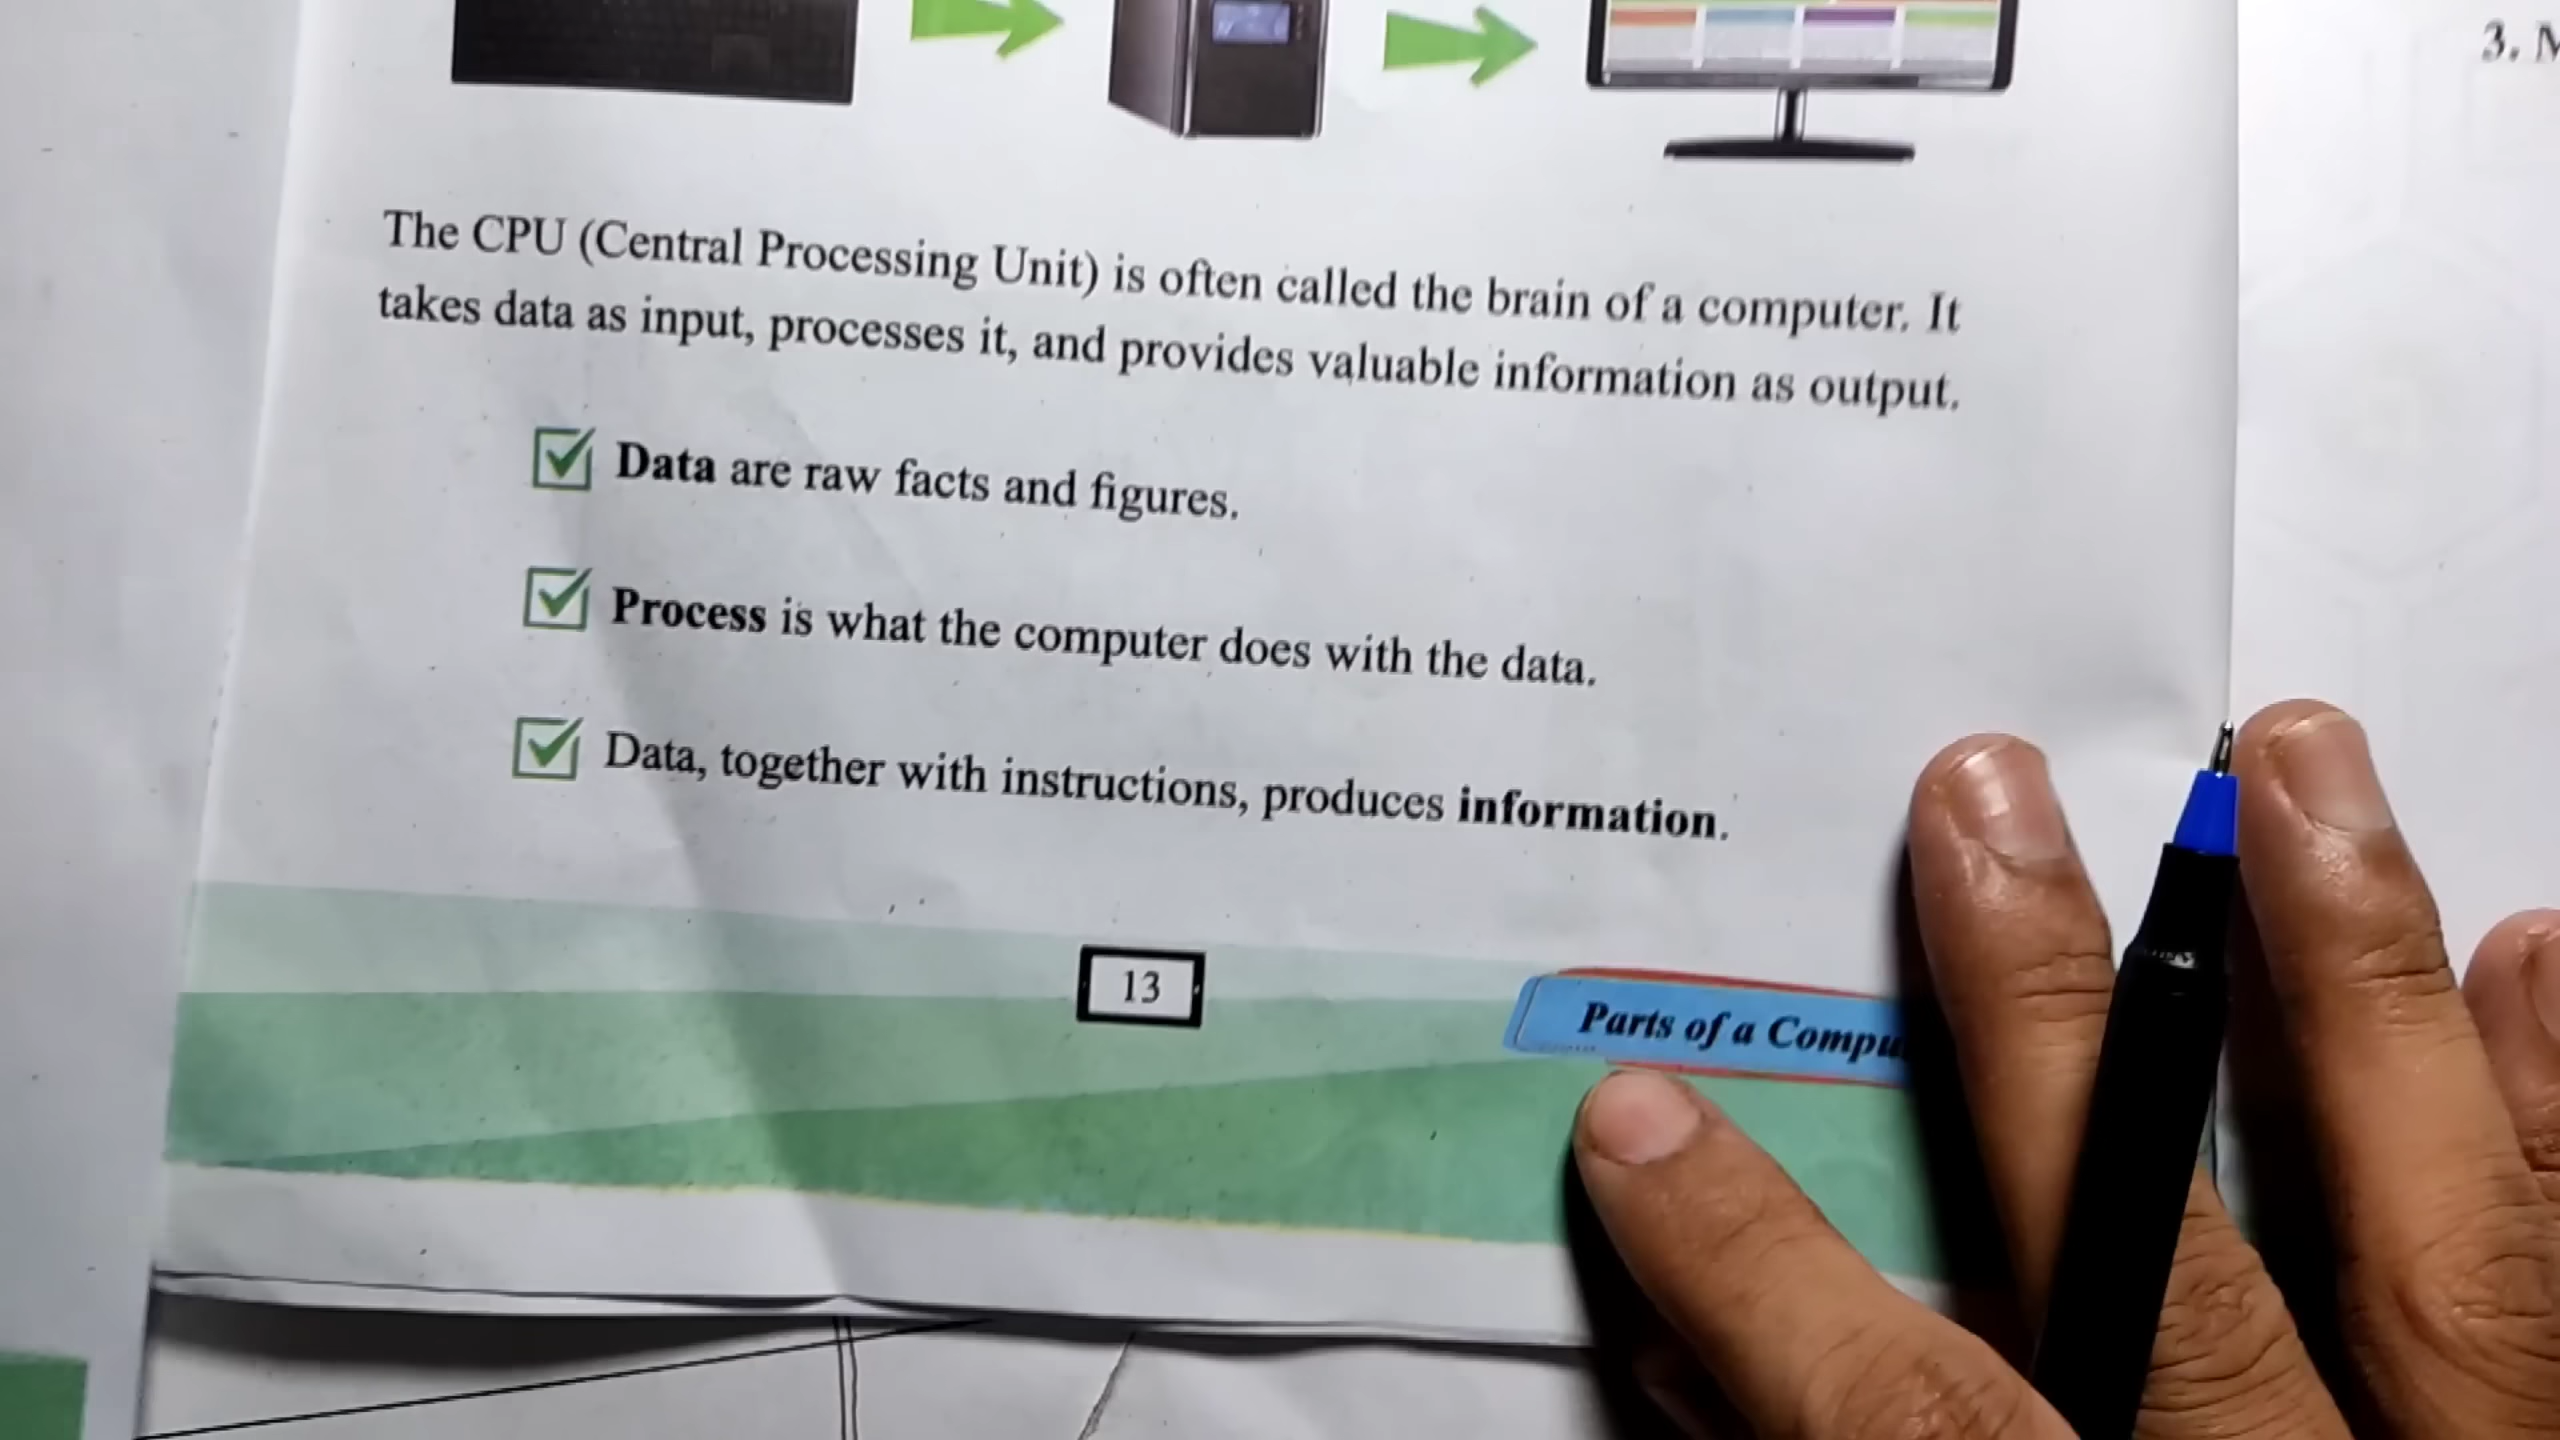 3.
The CPU (Central Processing Unit) is often called the brain of a computer. It
takes data as input, processes it, and provides valuable information as output.
Data are raw facts and figures.
Process is what the computer does with the data.
Data, together with instructions, produces information.
13
Parts of a